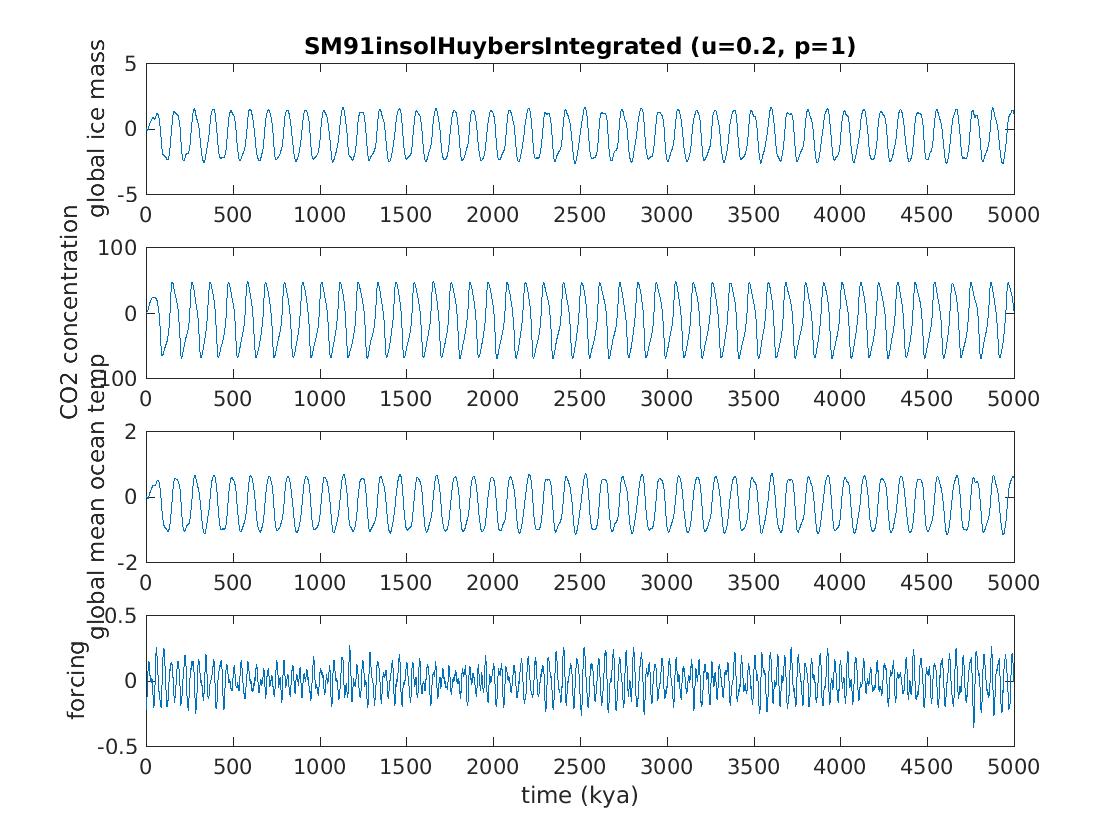 SM91insolHuybersIntegrated (u=0.2, p=1)
global ice mass
5
0
-5
0 500 1000 1500 2000 2500 3000 3500 4000 4500 5000
CO2 concentration
100
0
100
0 500 1000 1500 2000 2500 3000 3500 4000 4500 5000
global mean ocean temp
2
0
-2
0 500 1000 1500 2000 2500 3000 3500 4000 4500 5000
forcing
0.5
0
-0.5
0 500 1000 1500 2000 2500 3000 3500 4000 4500 5000
time (kya)